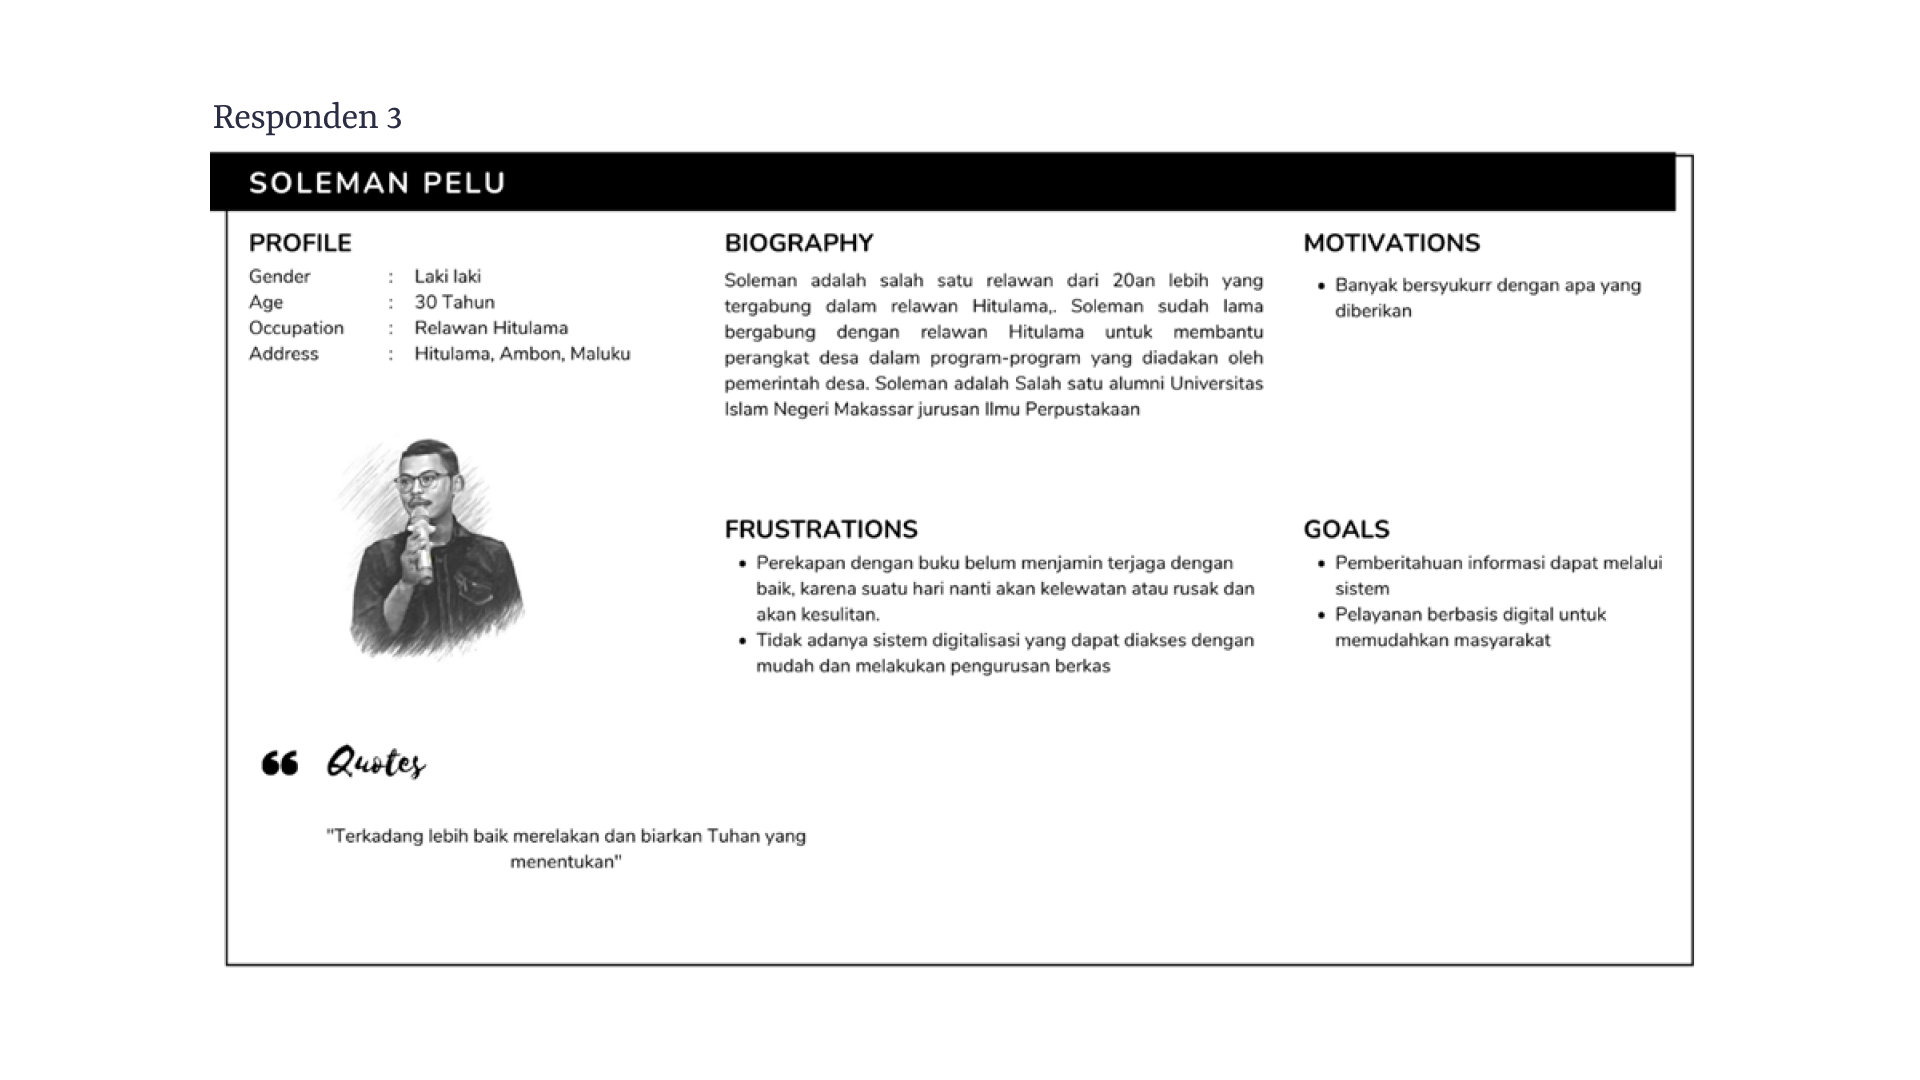 Responden 3
SOLEMAN PELU
PROFILE
Gender : Laki laki
Age : 30 Tahun
Occupation : Relawan Hitulama
Address : Hitulama, Ambon, Maluku
BIOGRAPHY
Soleman adalah salah satu relawan dari 20an lebih yang
tergabung dalam relawan Hitulama,. Soleman sudah lama
bergabung dengan relawan Hitulama untuk membantu
perangkat desa dalam program-program yang diadakan oleh
pemerintah desa. Soleman adalah Salah satu alumni Universitas
Islam Negeri Makassar jurusan Ilmu Perpustakaan
MOTIVATIONS
• Banyak bersyukurr dengan apa yang
diberikan
FRUSTRATIONS
• Perekapan dengan buku belum menjamin terjaga dengan
baik, karena suatu hari nanti akan kelewatan atau rusak dan
akan kesulitan.
• Tidak adanya sistem digitalisasi yang dapat diakses dengan
mudah dan melakukan pengurusan berkas
GOALS
• Pemberitahuan informasi dapat melalui
sistem
• Pelayanan berbasis digital untuk
memudahkan masyarakat
❝ Quotes
"Terkadang lebih baik merelakan dan biarkan Tuhan yang
menentukan"